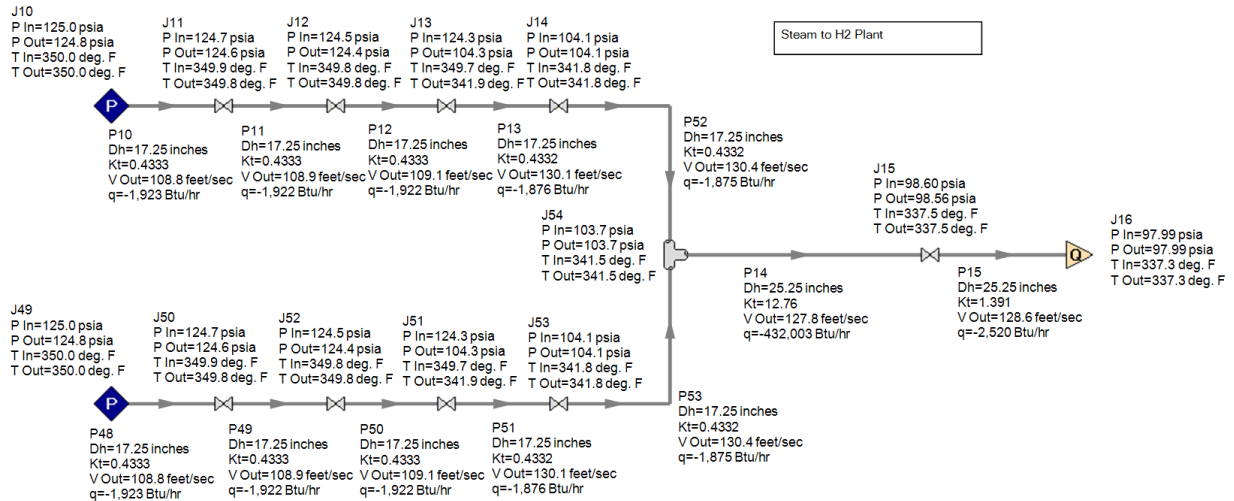 J10
P In=125.0 psia
P Out=124.8 psia
T In=350.0 deg. F
T Out=350.0 deg. F
J11
P In=124.7 psia
P Out=124.6 psia
T In=349.9 deg. F
T Out=349.8 deg. F
J12
P In=124.5 psia
P Out=124.4 psia
T In=349.8 deg. F
T Out=349.8 deg. F
J13
P In=124.3 psia
P Out=104.3 psia
T In=349.7 deg. F
T Out=341.9 deg. F
J14
P In=104.1 psia
P Out=104.1 psia
T In=341.8 deg. F
T Out=341.8 deg. F
Steam to H2 Plant
P
P10
Dh=17.25 inches
Kt=0.4333
V Out=108.8 feet/sec
q=-1,923 Btu/hr
P11
Dh=17.25 inches
Kt=0.4333
V Out=108.9 feet/sec
q=-1,922 Btu/hr
P12
Dh=17.25 inches
Kt=0.4333
V Out=109.1 feet/sec
q=-1,922 Btu/hr
P13
Dh=17.25 inches
Kt=0.4332
V Out=130.1 feet/sec
q=-1,876 Btu/hr
P52
Dh=17.25 inches
Kt=0.4332
V Out=130.4 feet/sec
q=-1,875 Btu/hr
J54
P In=103.7 psia
P Out=103.7 psia
T In=341.5 deg. F
T Out=341.5 deg. F
J15
P In=98.60 psia
P Out=98.56 psia
T In=337.5 deg. F
T Out=337.5 deg. F
J16
P In=97.99 psia
P Out=97.99 psia
T In=337.3 deg. F
T Out=337.3 deg. F
Q
P14
Dh=25.25 inches
Kt=12.76
V Out=127.8 feet/sec
q=-432,003 Btu/hr
P15
Dh=25.25 inches
Kt=1.391
V Out=128.6 feet/sec
q=-2,520 Btu/hr
J49
P In=125.0 psia
P Out=124.8 psia
T In=350.0 deg. F
T Out=350.0 deg. F
J50
P In=124.7 psia
P Out=124.6 psia
T In=349.9 deg. F
T Out=349.8 deg. F
J52
P In=124.5 psia
P Out=124.4 psia
T In=349.8 deg. F
T Out=349.8 deg. F
J51
P In=124.3 psia
P Out=104.3 psia
T In=349.7 deg. F
T Out=341.9 deg. F
J53
P In=104.1 psia
P Out=104.1 psia
T In=341.8 deg. F
T Out=341.8 deg. F
P
P48
Dh=17.25 inches
Kt=0.4333
V Out=108.8 feet/sec
q=-1,923 Btu/hr
P49
Dh=17.25 inches
Kt=0.4333
V Out=108.9 feet/sec
q=-1,922 Btu/hr
P50
Dh=17.25 inches
Kt=0.4333
V Out=109.1 feet/sec
q=-1,922 Btu/hr
P51
Dh=17.25 inches
Kt=0.4332
V Out=130.1 feet/sec
q=-1,876 Btu/hr
P53
Dh=17.25 inches
Kt=0.4332
V Out=130.4 feet/sec
q=-1,875 Btu/hr